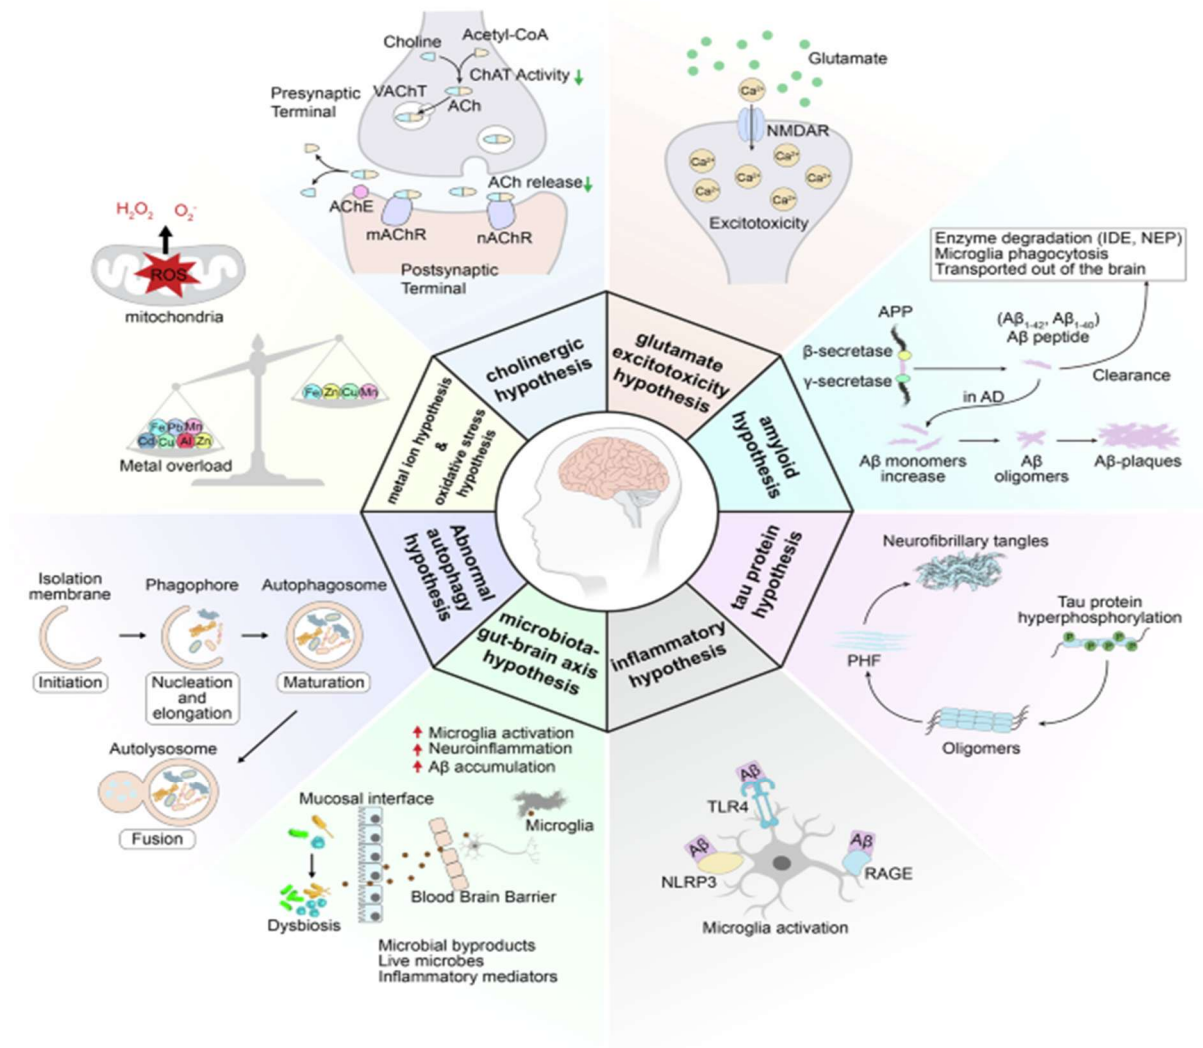 Choline
Acetyl-CoA
ChAT Activity
VAChT
ACh
Presynaptic
Terminal
ACh release
AChE
mAChR
nAChR
Postsynaptic
Terminal
Glutamate
Ca²⁺
NMDAR
Ca²⁺
Ca²⁺
Ca²⁺
Ca²⁺
Ca²⁺
Ca²⁺
Excitotoxicity
H₂O₂ O₂⁻
ROS
mitochondria
Fe Zn Cu Mn
Fe Pb Mn
Cd Cu Al Zn
Metal overload
Enzyme degradation (IDE, NEP)
Microglia phagocytosis
Transported out of the brain
APP
(Aβ₁₋₄₂, Aβ₁₋₄₀)
Aβ peptide
β-secretase
γ-secretase
Clearance
in AD
Aβ monomers
increase
Aβ
oligomers
Aβ-plaques
cholinergic
hypothesis
glutamate
excitotoxicity
hypothesis
amyloid
hypothesis
tau protein
hypothesis
inflammatory
hypothesis
microbiota-
gut-brain axis
hypothesis
Abnormal
autophagy
hypothesis
metal ion hypothesis
&
oxidative stress
hypothesis
Neurofibrillary tangles
Tau protein
hyperphosphorylation
P P P P P
PHF
Oligomers
Isolation
membrane
Phagophore
Autophagosome
Initiation
Nucleation
and
elongation
Maturation
Autolysosome
Fusion
Microglia activation
Neuroinflammation
Aβ accumulation
Mucosal interface
Microglia
Blood Brain Barrier
Dysbiosis
Microbial byproducts
Live microbes
Inflammatory mediators
Aβ
TLR4
Aβ
NLRP3
Aβ
RAGE
Microglia activation